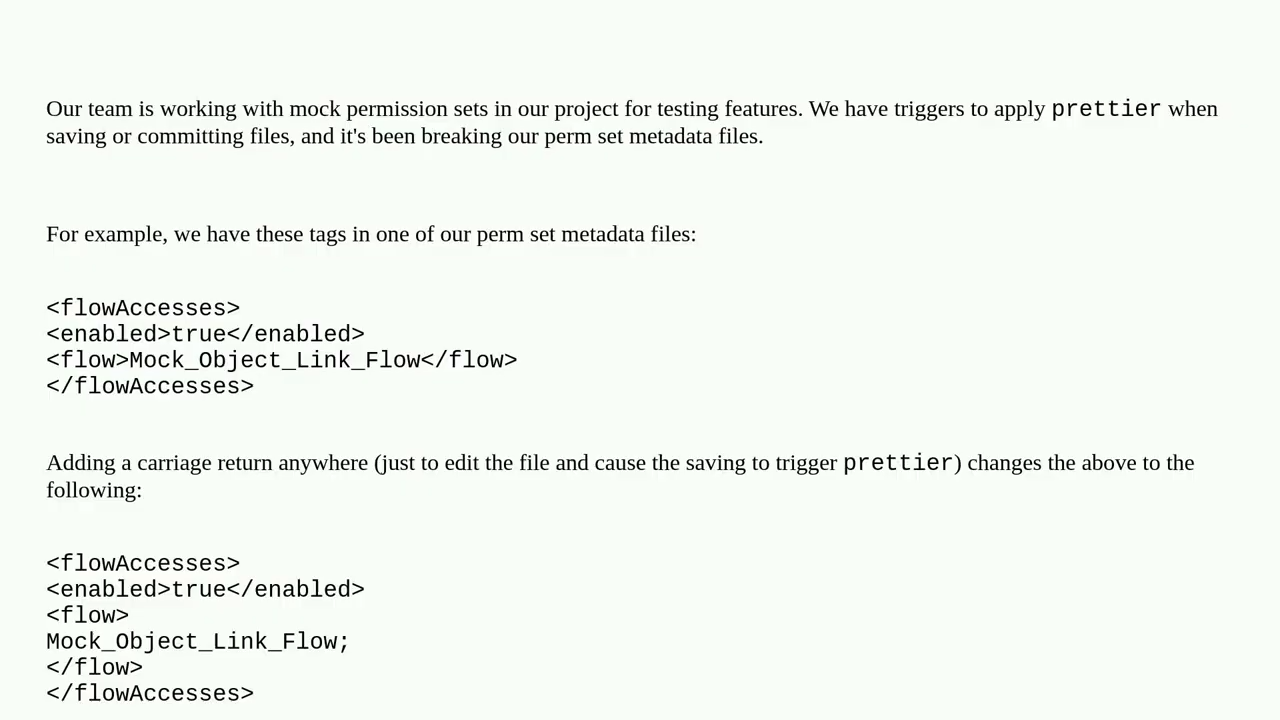 Our team is working with mock permission sets in our project for testing features. We have triggers to apply prettier when
saving or committing files, and it's been breaking our perm set metadata files.
For example, we have these tags in one of our perm set metadata files:
<flowAccesses>
<enabled>true</enabled>
<flow>Mock_Object_Link_Flow</flow>
</flowAccesses>
Adding a carriage return anywhere (just to edit the file and cause the saving to trigger prettier) changes the above to the
following:
<flowAccesses>
<enabled>true</enabled>
<flow>
Mock_Object_Link_Flow;
</flow>
</flowAccesses>